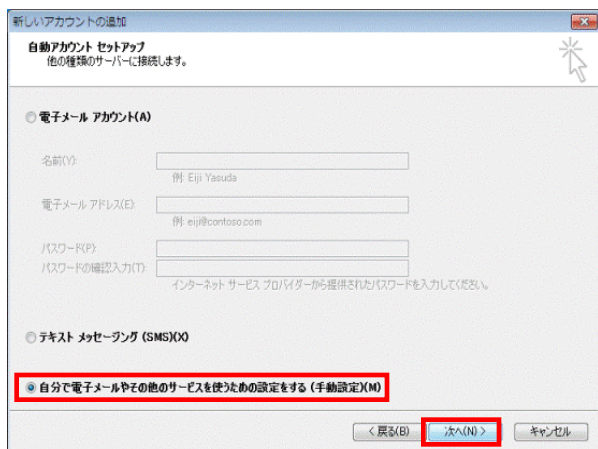 新しいアカウントの追加
自動アカウント セットアップ
他の種類のサーバーに接続します。
電子メール アカウント(A)
名前(Y):
例: Eiji Yasuda
電子メール アドレス(E):
例: eiji@contoso.com
パスワード(P):
パスワードの確認入力(T):
インターネット サービス プロバイダーから提供されたパスワードを入力してください。
テキスト メッセージング (SMS)(X)
自分で電子メールやその他のサービスを使うための設定をする (手動設定)(M)
< 戻る(B) 次へ(N) > キャンセル